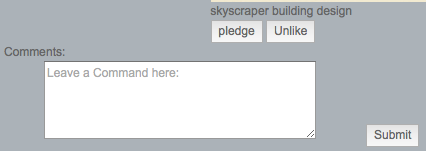 skyscraper building design
pledge Unlike
Comments:
Leave a Command here:
Submit